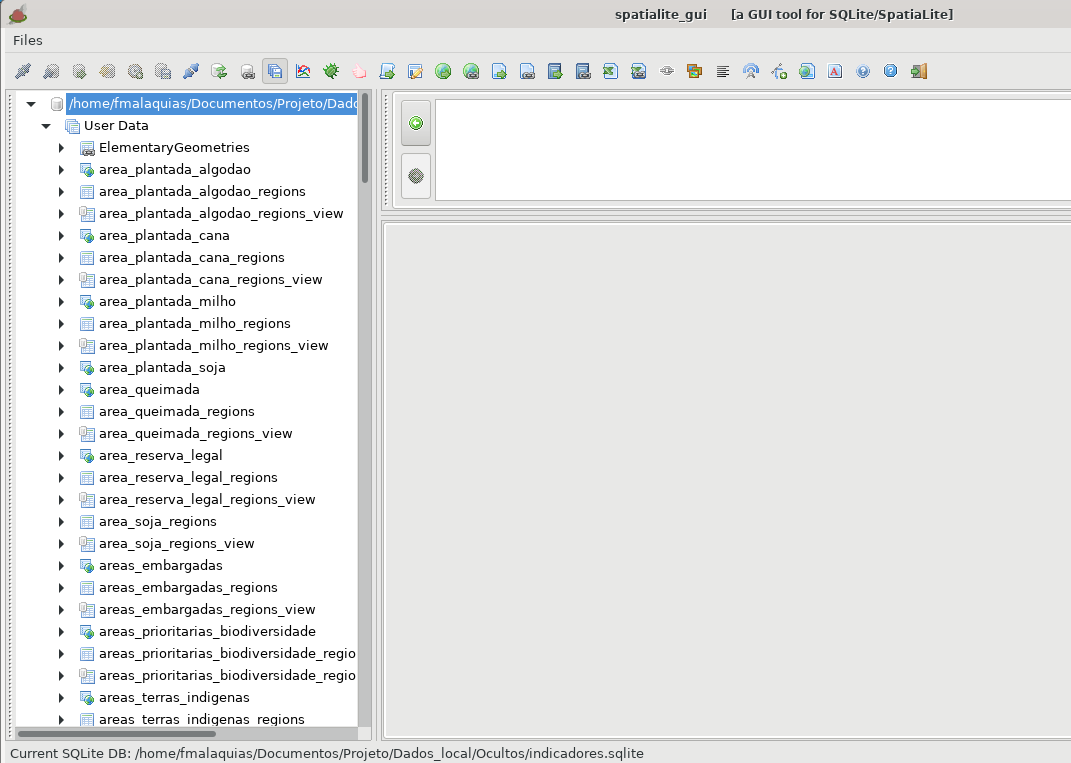 spatialite_gui [a GUI tool for SQLite/SpatiaLite]
Files
/home/fmalaquias/Documentos/Projeto/Dado
User Data
ElementaryGeometries
area_plantada_algodao
area_plantada_algodao_regions
area_plantada_algodao_regions_view
area_plantada_cana
area_plantada_cana_regions
area_plantada_cana_regions_view
area_plantada_milho
area_plantada_milho_regions
area_plantada_milho_regions_view
area_plantada_soja
area_queimada
area_queimada_regions
area_queimada_regions_view
area_reserva_legal
area_reserva_legal_regions
area_reserva_legal_regions_view
area_soja_regions
area_soja_regions_view
areas_embargadas
areas_embargadas_regions
areas_embargadas_regions_view
areas_prioritarias_biodiversidade
areas_prioritarias_biodiversidade_regio
areas_prioritarias_biodiversidade_regio
areas_terras_indigenas
areas_terras_indigenas_regions
Current SQLite DB: /home/fmalaquias/Documentos/Projeto/Dados_local/Ocultos/indicadores.sqlite